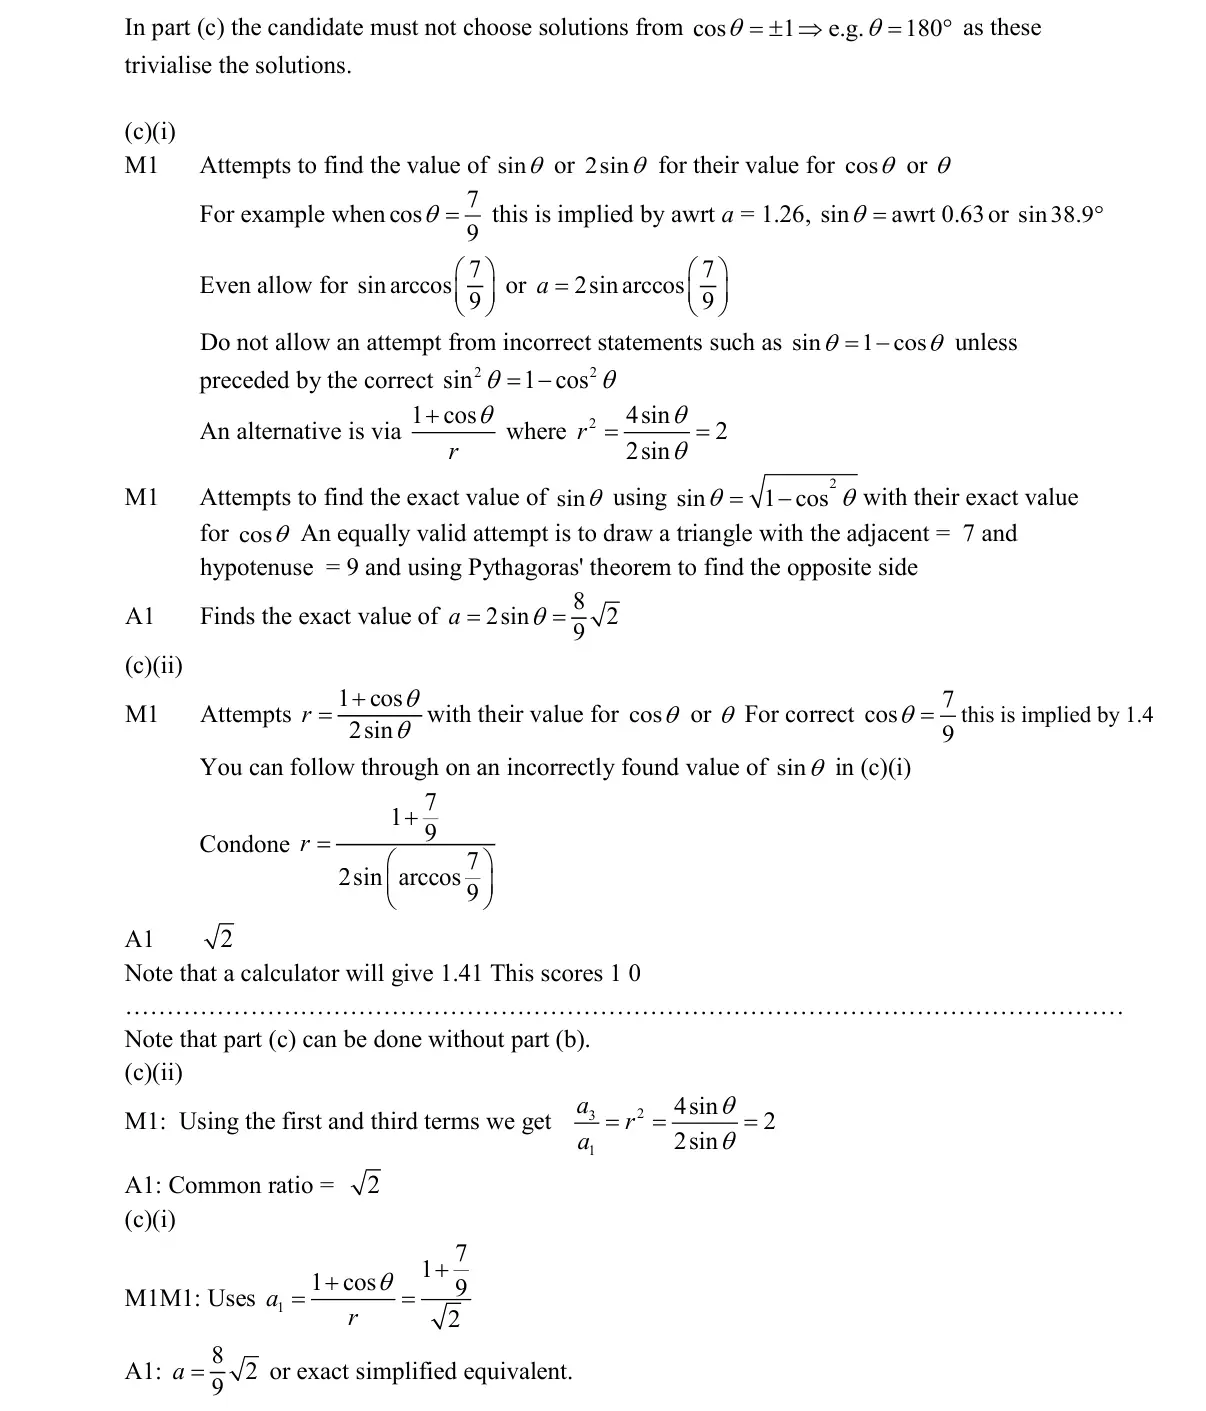 In part (c) the candidate must not choose solutions from cos θ = ±1 ⇒ e.g. θ = 180° as these
trivialise the solutions.
(c)(i)
M1 Attempts to find the value of sin θ or 2 sin θ for their value for cos θ or θ
For example when cos θ = 7/9 this is implied by awrt a = 1.26, sin θ = awrt 0.63 or sin 38.9°
Even allow for sin arccos(7/9) or a = 2 sin arccos(7/9)
Do not allow an attempt from incorrect statements such as sin θ = 1 − cos θ unless
preceded by the correct sin² θ = 1 − cos² θ
An alternative is via (1 + cos θ)/r where r² = (4 sin θ)/(2 sin θ) = 2
M1 Attempts to find the exact value of sin θ using sin θ = √(1 − cos² θ) with their exact value
for cos θ An equally valid attempt is to draw a triangle with the adjacent = 7 and
hypotenuse = 9 and using Pythagoras' theorem to find the opposite side
A1 Finds the exact value of a = 2 sin θ = 8/9 √2
(c)(ii)
M1 Attempts r = (1 + cos θ)/(2 sin θ) with their value for cos θ or θ For correct cos θ = 7/9 this is implied by 1.4
You can follow through on an incorrectly found value of sin θ in (c)(i)
Condone r = (1 + 7/9)/(2 sin(arccos 7/9))
A1 √2
Note that a calculator will give 1.41 This scores 1 0
……………………………………………………………………………………………………………
Note that part (c) can be done without part (b).
(c)(ii)
M1: Using the first and third terms we get a₃/a₁ = r² = (4 sin θ)/(2 sin θ) = 2
A1: Common ratio = √2
(c)(i)
M1M1: Uses a₁ = (1 + cos θ)/r = (1 + 7/9)/√2
A1: a = 8/9 √2 or exact simplified equivalent.